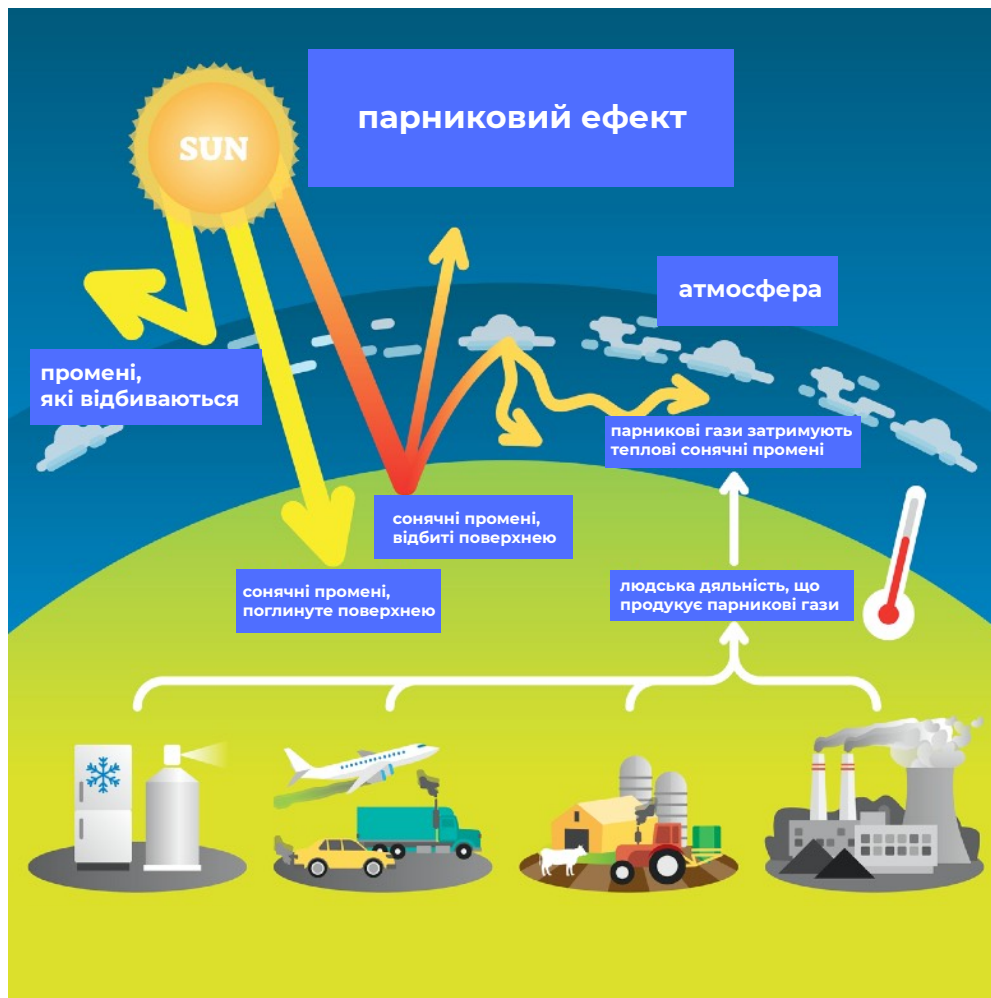 SUN
парниковий ефект
атмосфера
промені,
які відбиваються
парникові гази затримують
теплові сонячні промені
сонячні промені,
відбиті поверхнею
сонячні промені,
поглинуте поверхнею
людська дяльність, що
продукує парникові гази